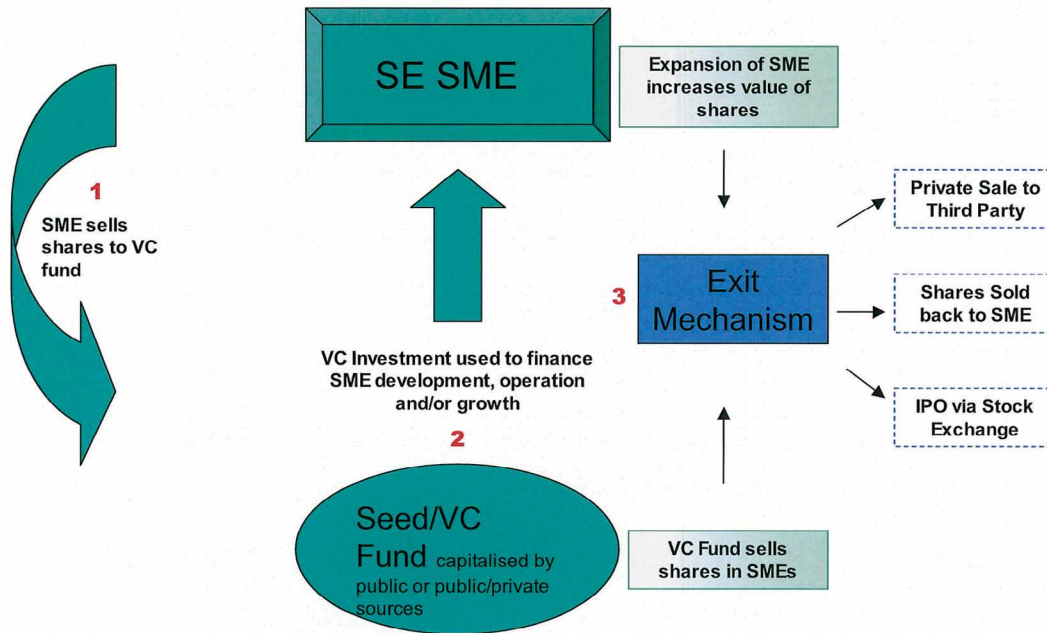 SE SME
Expansion of SME
increases value of
shares
1
SME sells
shares to VC
fund
Private Sale to
Third Party
3
Exit
Mechanism
Shares Sold
back to SME
VC Investment used to finance
SME development, operation
and/or growth
2
IPO via Stock
Exchange
Seed/VC
Fund capitalised by
public or public/private
sources
VC Fund sells
shares in SMEs